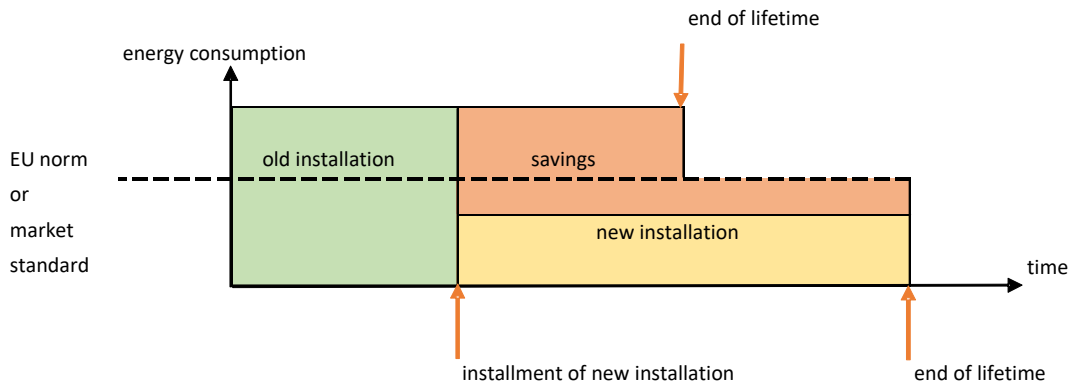 end of lifetime
energy consumption
EU norm
or
market
standard
old installation
savings
new installation
time
installment of new installation
end of lifetime